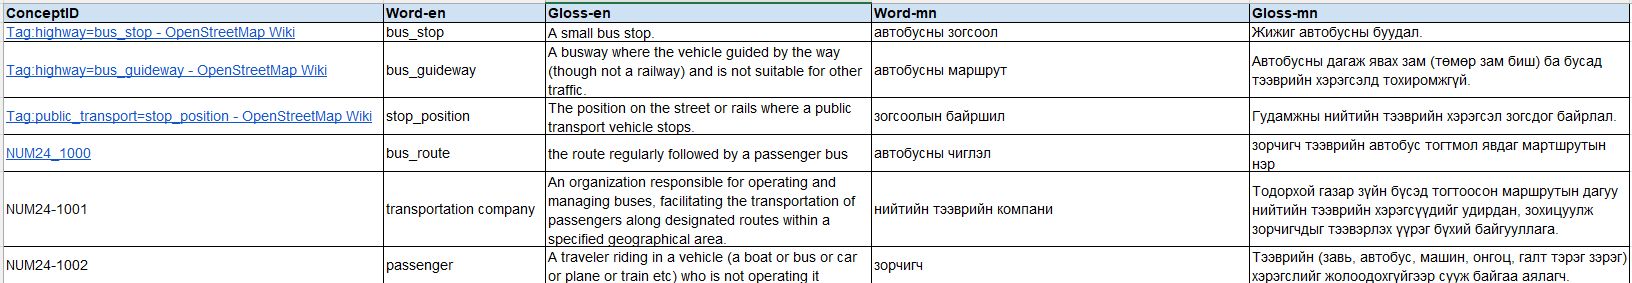 ConceptID Word-en Gloss-en Word-mn Gloss-mn
Tag:highway=bus_stop - OpenStreetMap Wiki bus_stop A small bus stop. автобусны зогсоол Жижиг автобусны буудал.
Tag:highway=bus_guideway - OpenStreetMap Wiki bus_guideway A busway where the vehicle guided by the way
(though not a railway) and is not suitable for other
traffic. автобусны маршрут Автобусны дагаж явах зам (төмөр зам биш) ба бусад
тээврийн хэрэгсэлд тохиромжгүй.
Tag:public_transport=stop_position - OpenStreetMap Wiki stop_position The position on the street or rails where a public
transport vehicle stops. зогсоолын байршил Гудамжны нийтийн тээврийн хэрэгсэл зогсдог байрлал.
NUM24_1000 bus_route the route regularly followed by a passenger bus автобусны чиглэл зорчигч тээврийн автобус тогтмол явдаг мартшрутын
нэр
NUM24-1001 transportation company An organization responsible for operating and
managing buses, facilitating the transportation of
passengers along designated routes within a
specified geographical area. нийтийн тээврийн компани Тодорхой газар зүйн бүсэд тогтоосон маршрутын дагуу
нийтийн тээврийн хэрэгсүүдийг удирдан, зохицуулж
зорчигчдыг тээвэрлэх үүрэг бүхий байгууллага.
NUM24-1002 passenger A traveler riding in a vehicle (a boat or bus or car
or plane or train etc) who is not operating it зорчигч Тээврийн (завь, автобус, машин, онгоц, галт тэрэг зэрэг)
хэрэгслийг жолоодохгүйгээр сууж байгаа аялагч.